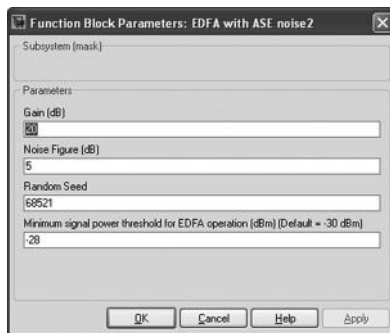 Function Block Parameters: EDFA with ASE noise2
Subsystem (mask)
Parameters
Gain (dB)
20
Noise Figure (dB)
5
Random Seed
68521
Minimum signal power threshold for EDFA operation (dBm) (Default = -30 dBm)
-28
OK Cancel Help Apply